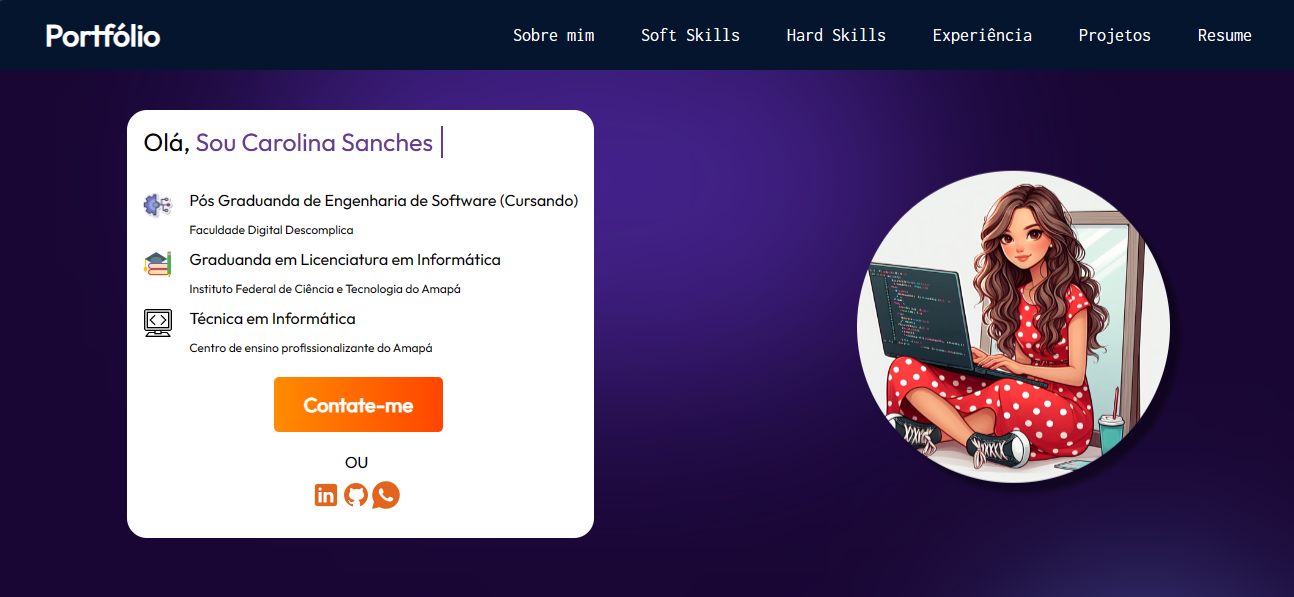 Portfólio
Sobre mim Soft Skills Hard Skills Experiência Projetos Resume
Olá, Sou Carolina Sanches
Pós Graduanda de Engenharia de Software (Cursando)
Faculdade Digital Descomplica
Graduanda em Licenciatura em Informática
Instituto Federal de Ciência e Tecnologia do Amapá
Técnica em Informática
Centro de ensino profissionalizante do Amapá
Contate-me
OU
in